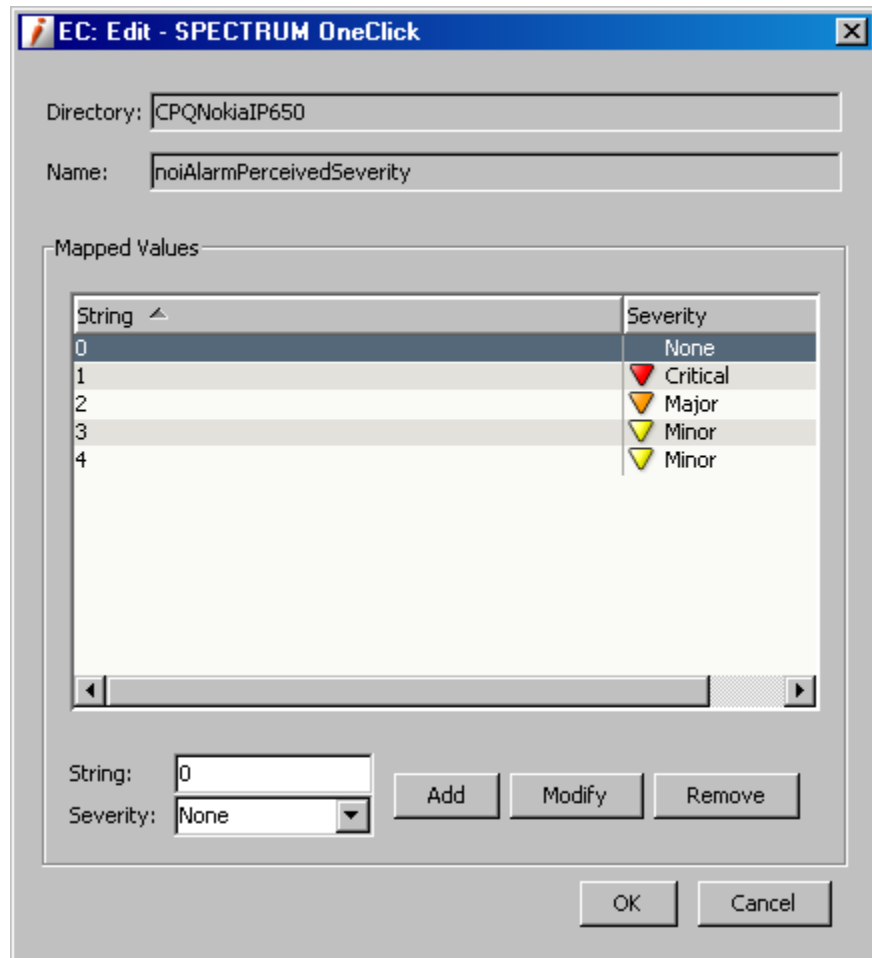 EC: Edit - SPECTRUM OneClick
Directory: CPQNokiaIP650
Name: noiAlarmPerceivedSeverity
Mapped Values
String Severity
0 None
1 Critical
2 Major
3 Minor
4 Minor
String: 0
Severity: None
Add Modify Remove
OK Cancel